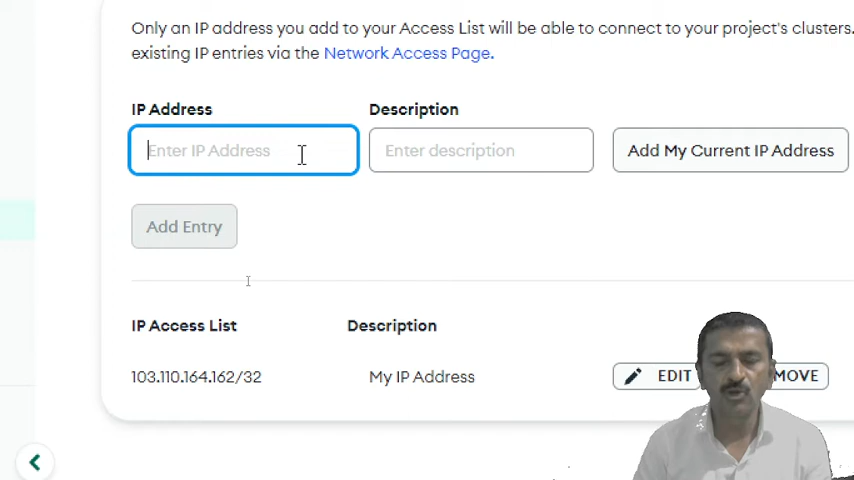 Only an IP address you add to your Access List will be able to connect to your project's clusters.
existing IP entries via the Network Access Page.
IP Address Description
Enter IP Address Enter description Add My Current IP Address
Add Entry
IP Access List Description
103.110.164.162/32 My IP Address EDIT MOVE